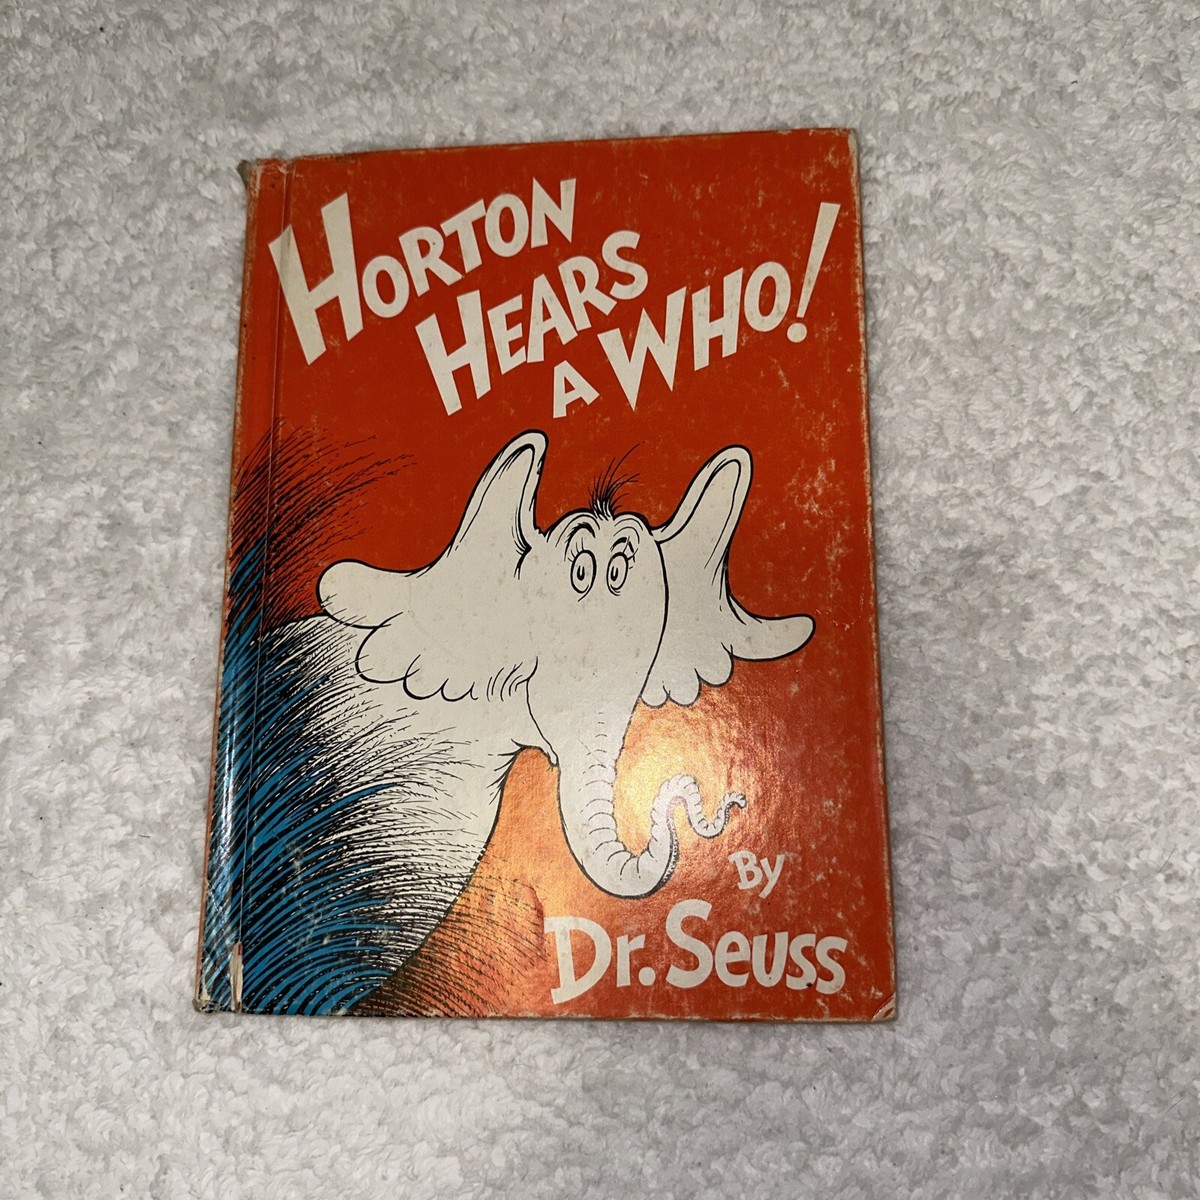 HORTON
HEARS
A WHO!
By
Dr. Seuss